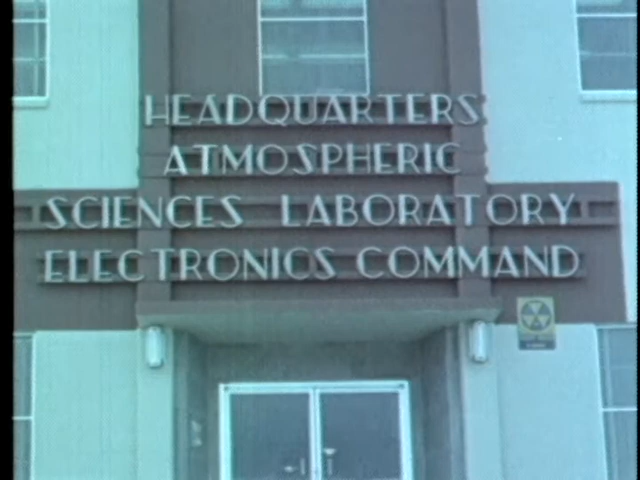 HEADQUARTERS
ATMOSPHERIC
SCIENCES LABORATORY
ELECTRONICS COMMAND